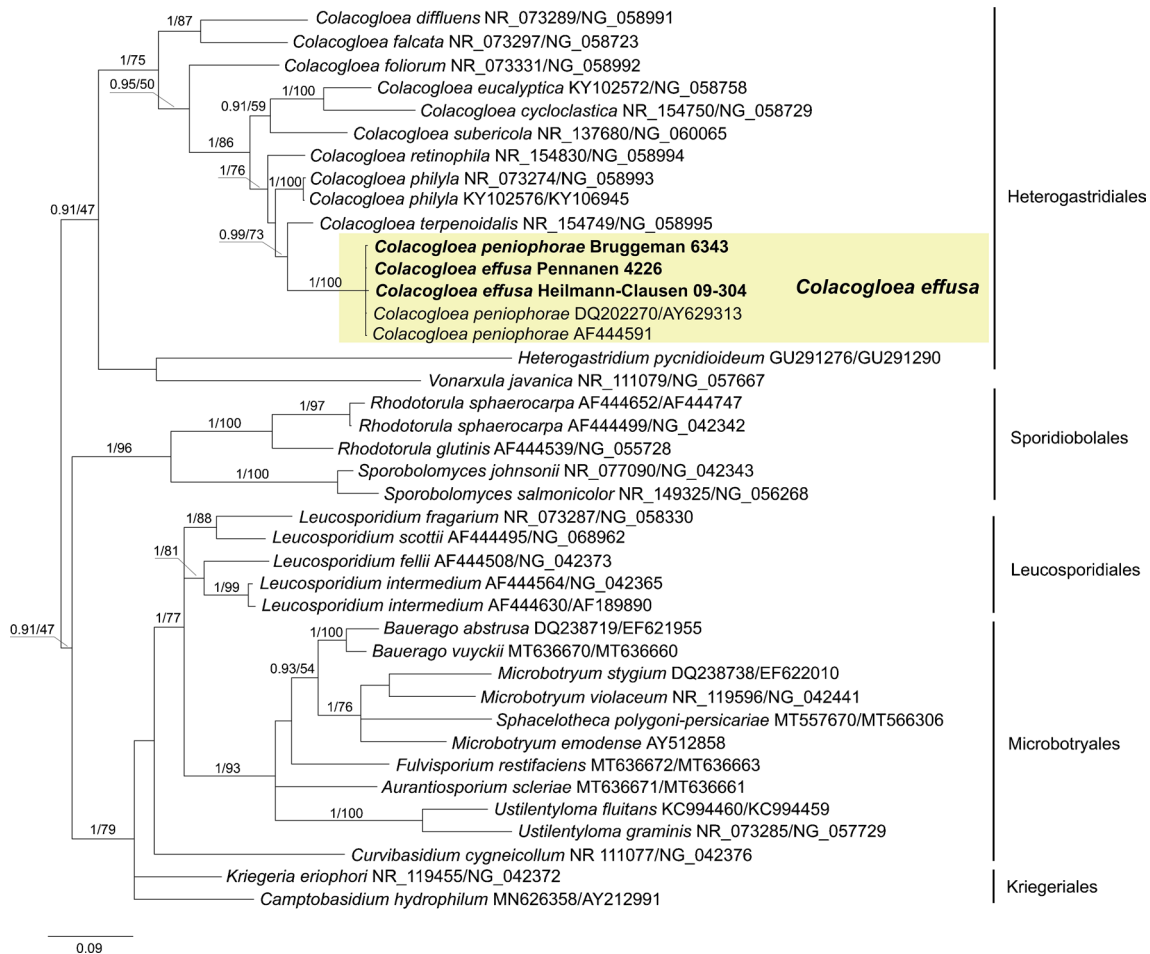 1/87
Colacogloea diffluens NR_073289/NG_058991
Colacogloea falcata NR_073297/NG_058723
1/75
Colacogloea foliorum NR_073331/NG_058992
0.95/50
Colacogloea eucalyptica KY102572/NG_058758
1/100
0.91/59
Colacogloea cycloclastica NR_154750/NG_058729
Colacogloea subericola NR_137680/NG_060065
1/86
Colacogloea retinophila NR_154830/NG_058994
1/76
1/100
Colacogloea philyla NR_073274/NG_058993
Colacogloea philyla KY102576/KY106945
Heterogastridiales
0.91/47
Colacogloea terpenoidalis NR_154749/NG_058995
0.99/73
Colacogloea peniophorae Bruggeman 6343
Colacogloea effusa Pennanen 4226
1/100
Colacogloea effusa Heilmann-Clausen 09-304
Colacogloea effusa
Colacogloea peniophorae DQ202270/AY629313
Colacogloea peniophorae AF444591
Heterogastridium pycnidioideum GU291276/GU291290
Vonarxula javanica NR_111079/NG_057667
Rhodotorula sphaerocarpa AF444652/AF444747
1/97
Rhodotorula sphaerocarpa AF444499/NG_042342
1/100
Sporidiobolales
1/96
Rhodotorula glutinis AF444539/NG_055728
Sporobolomyces johnsonii NR_077090/NG_042343
1/100
Sporobolomyces salmonicolor NR_149325/NG_056268
Leucosporidium fragarium NR_073287/NG_058330
1/88
Leucosporidium scottii AF444495/NG_068962
1/81
Leucosporidium fellii AF444508/NG_042373
Leucosporidiales
1/99
Leucosporidium intermedium AF444564/NG_042365
Leucosporidium intermedium AF444630/AF189890
1/77
0.91/47
Bauerago abstrusa DQ238719/EF621955
1/100
Bauerago vuyckii MT636670/MT636660
0.93/54
Microbotryum stygium DQ238738/EF622010
Microbotryum violaceum NR_119596/NG_042441
1/76
Sphacelotheca polygoni-persicariae MT557670/MT566306
Microbotryum emodense AY512858
Microbotryales
Fulvisporium restifaciens MT636672/MT636663
1/93
Aurantiosporium scleriae MT636671/MT636661
Ustilentyloma fluitans KC994460/KC994459
1/100
Ustilentyloma graminis NR_073285/NG_057729
1/79
Curvibasidium cygneicollum NR 111077/NG_042376
Kriegeria eriophori NR_119455/NG_042372
Kriegeriales
Camptobasidium hydrophilum MN626358/AY212991
0.09